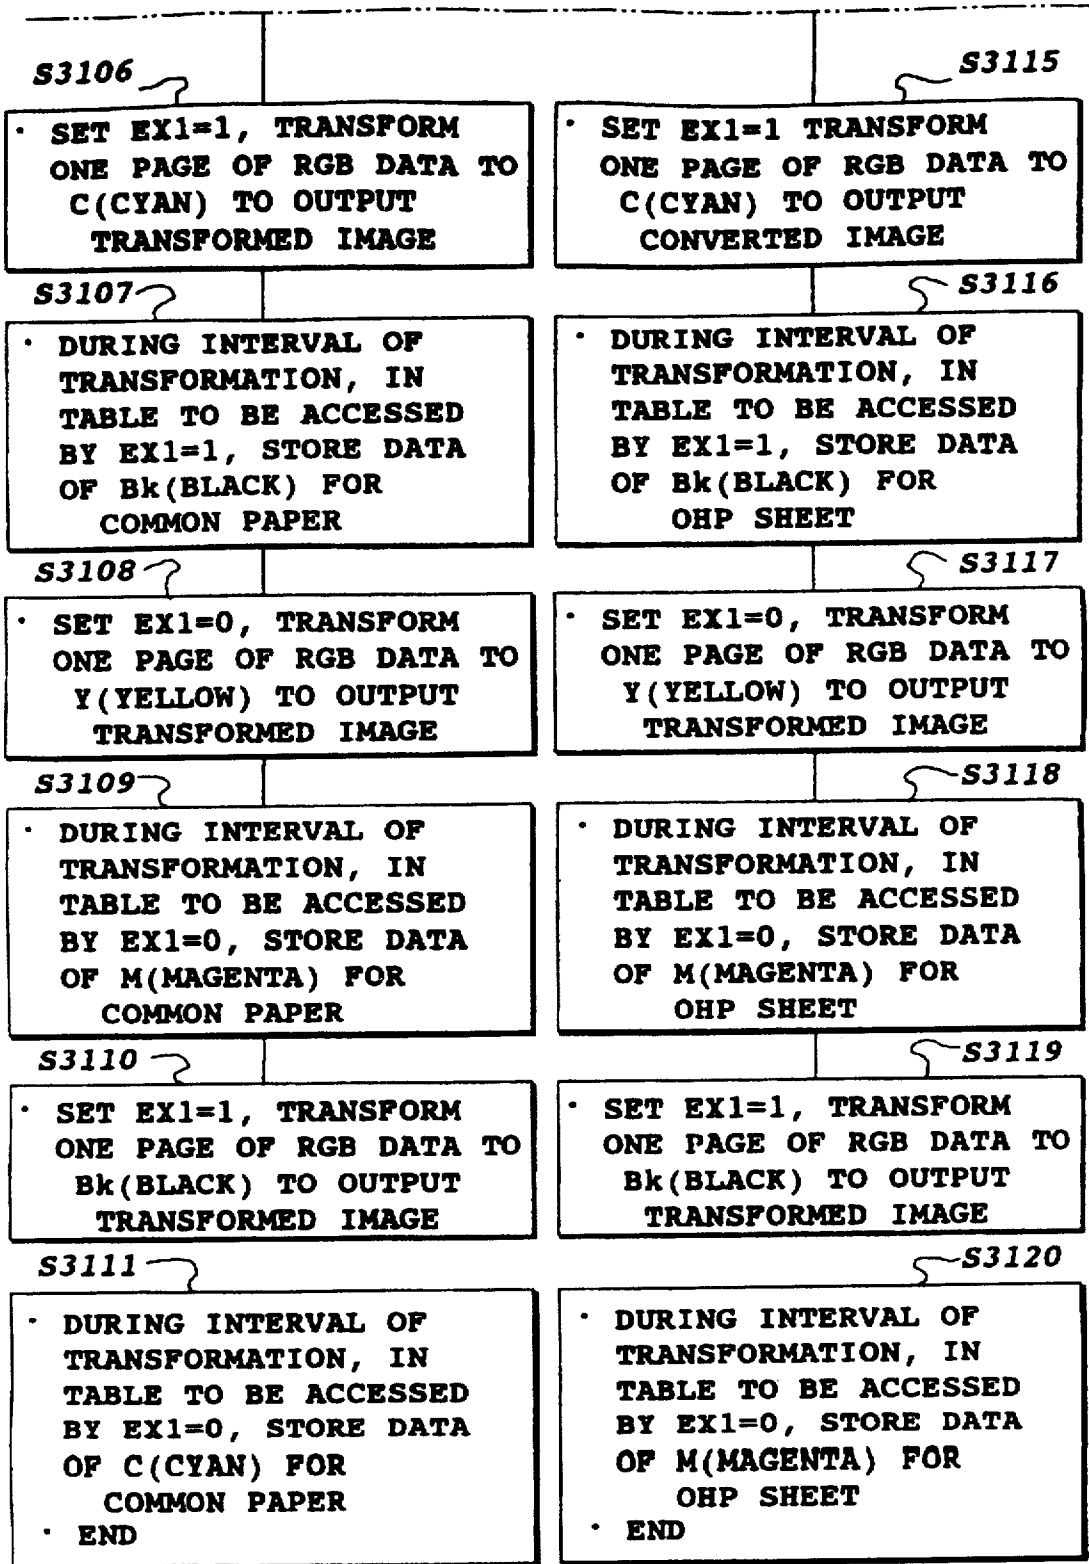 S3106
· SET EX1=1, TRANSFORM
ONE PAGE OF RGB DATA TO
C(CYAN) TO OUTPUT
TRANSFORMED IMAGE
S3107
· DURING INTERVAL OF
TRANSFORMATION, IN
TABLE TO BE ACCESSED
BY EX1=1, STORE DATA
OF Bk(BLACK) FOR
COMMON PAPER
S3108
· SET EX1=0, TRANSFORM
ONE PAGE OF RGB DATA TO
Y(YELLOW) TO OUTPUT
TRANSFORMED IMAGE
S3109
· DURING INTERVAL OF
TRANSFORMATION, IN
TABLE TO BE ACCESSED
BY EX1=0, STORE DATA
OF M(MAGENTA) FOR
COMMON PAPER
S3110
· SET EX1=1, TRANSFORM
ONE PAGE OF RGB DATA TO
Bk(BLACK) TO OUTPUT
TRANSFORMED IMAGE
S3111
· DURING INTERVAL OF
TRANSFORMATION, IN
TABLE TO BE ACCESSED
BY EX1=0, STORE DATA
OF C(CYAN) FOR
COMMON PAPER
· END
S3115
· SET EX1=1 TRANSFORM
ONE PAGE OF RGB DATA TO
C(CYAN) TO OUTPUT
CONVERTED IMAGE
S3116
· DURING INTERVAL OF
TRANSFORMATION, IN
TABLE TO BE ACCESSED
BY EX1=1, STORE DATA
OF Bk(BLACK) FOR
OHP SHEET
S3117
· SET EX1=0, TRANSFORM
ONE PAGE OF RGB DATA TO
Y(YELLOW) TO OUTPUT
TRANSFORMED IMAGE
S3118
· DURING INTERVAL OF
TRANSFORMATION, IN
TABLE TO BE ACCESSED
BY EX1=0, STORE DATA
OF M(MAGENTA) FOR
OHP SHEET
S3119
· SET EX1=1, TRANSFORM
ONE PAGE OF RGB DATA TO
Bk(BLACK) TO OUTPUT
TRANSFORMED IMAGE
S3120
· DURING INTERVAL OF
TRANSFORMATION, IN
TABLE TO BE ACCESSED
BY EX1=0, STORE DATA
OF M(MAGENTA) FOR
OHP SHEET
· END